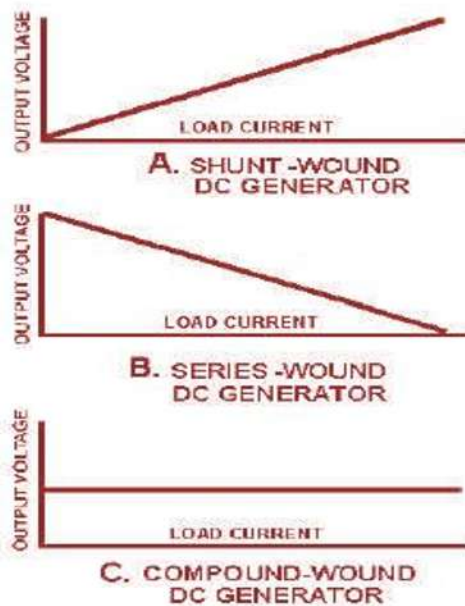 OUTPUT VOLTAGE
LOAD CURRENT
A. SHUNT-WOUND
DC GENERATOR
OUTPUT VOLTAGE
LOAD CURRENT
B. SERIES-WOUND
DC GENERATOR
OUTPUT VOLTAGE
LOAD CURRENT
C. COMPOUND-WOUND
DC GENERATOR